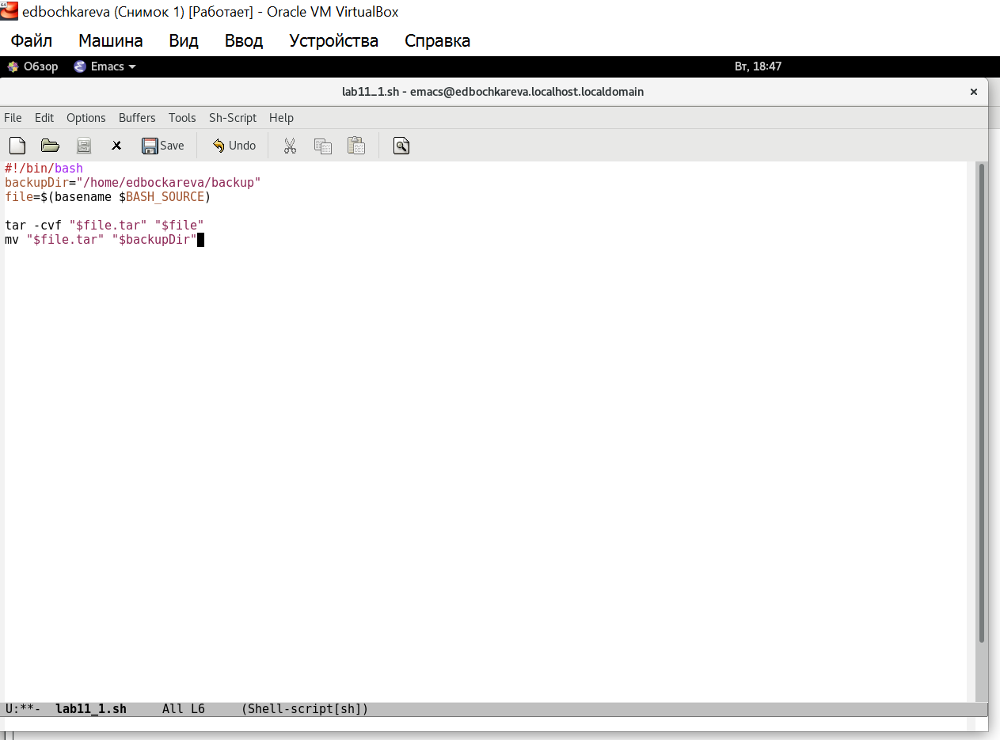 edbochkareva (Снимок 1) [Работает] - Oracle VM VirtualBox
Файл Машина Вид Ввод Устройства Справка
Обзор Emacs Вт, 18:47
lab11_1.sh - emacs@edbochkareva.localhost.localdomain
File Edit Options Buffers Tools Sh-Script Help
Save Undo
#!/bin/bash
backupDir="/home/edbockareva/backup"
file=$(basename $BASH_SOURCE)
tar -cvf "$file.tar" "$file"
mv "$file.tar" "$backupDir"
U:**- lab11_1.sh All L6 (Shell-script[sh])